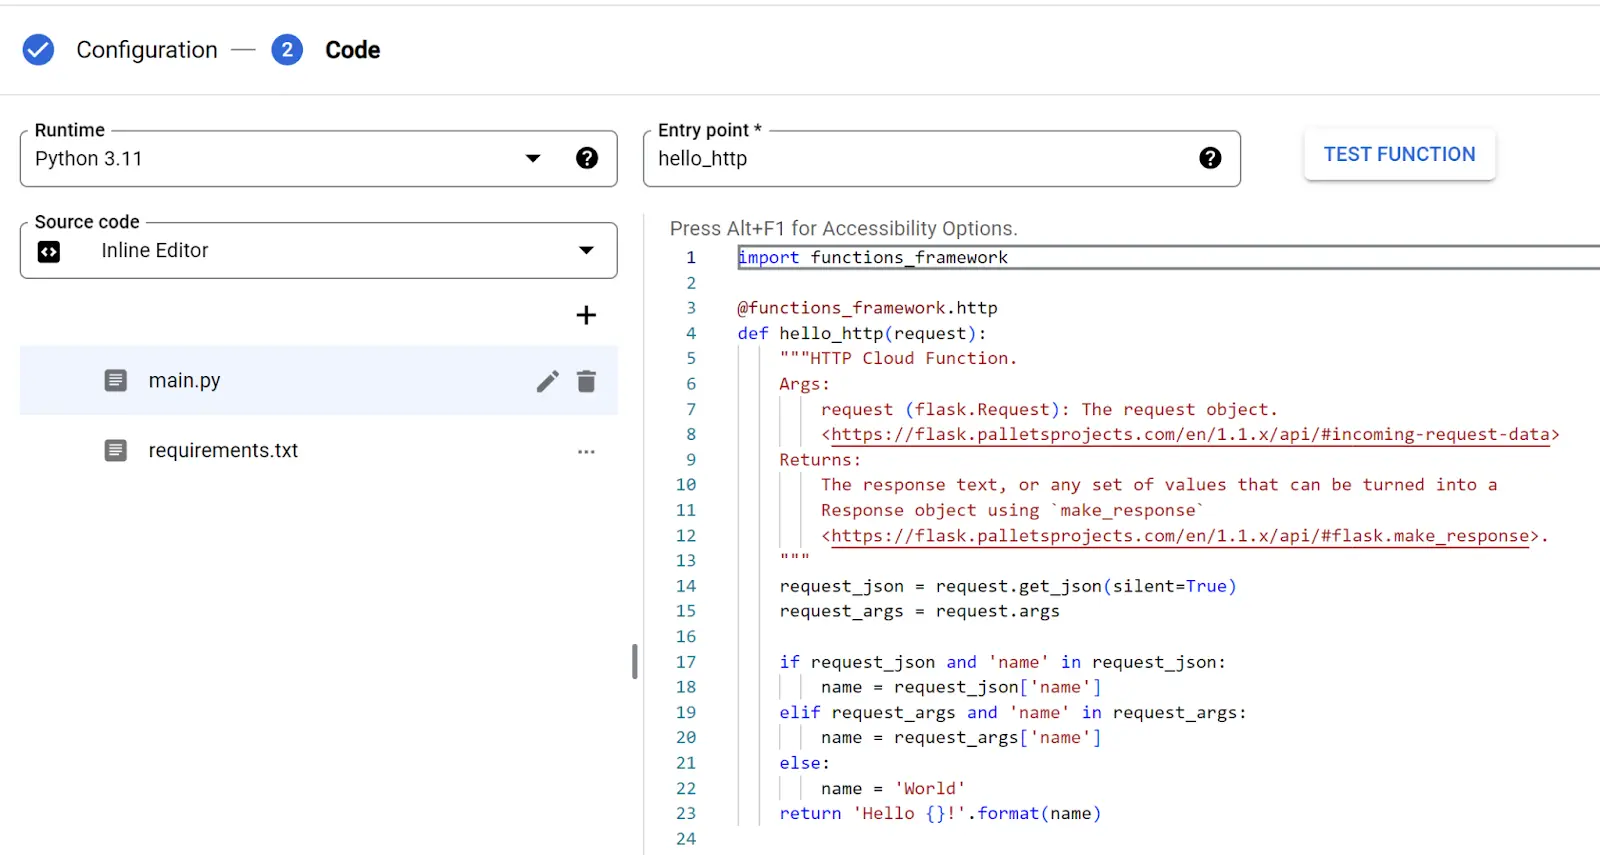 Configuration — 2 Code
Runtime
Python 3.11
Entry point *
hello_http
TEST FUNCTION
Source code
Inline Editor
main.py
requirements.txt
Press Alt+F1 for Accessibility Options.
1 import functions_framework
2
3 @functions_framework.http
4 def hello_http(request):
5 """HTTP Cloud Function.
6 Args:
7 request (flask.Request): The request object.
8 <https://flask.palletsprojects.com/en/1.1.x/api/#incoming-request-data>
9 Returns:
10 The response text, or any set of values that can be turned into a
11 Response object using `make_response`
12 <https://flask.palletsprojects.com/en/1.1.x/api/#flask.make_response>.
13 """
14 request_json = request.get_json(silent=True)
15 request_args = request.args
16
17 if request_json and 'name' in request_json:
18 name = request_json['name']
19 elif request_args and 'name' in request_args:
20 name = request_args['name']
21 else:
22 name = 'World'
23 return 'Hello {}!'.format(name)
24